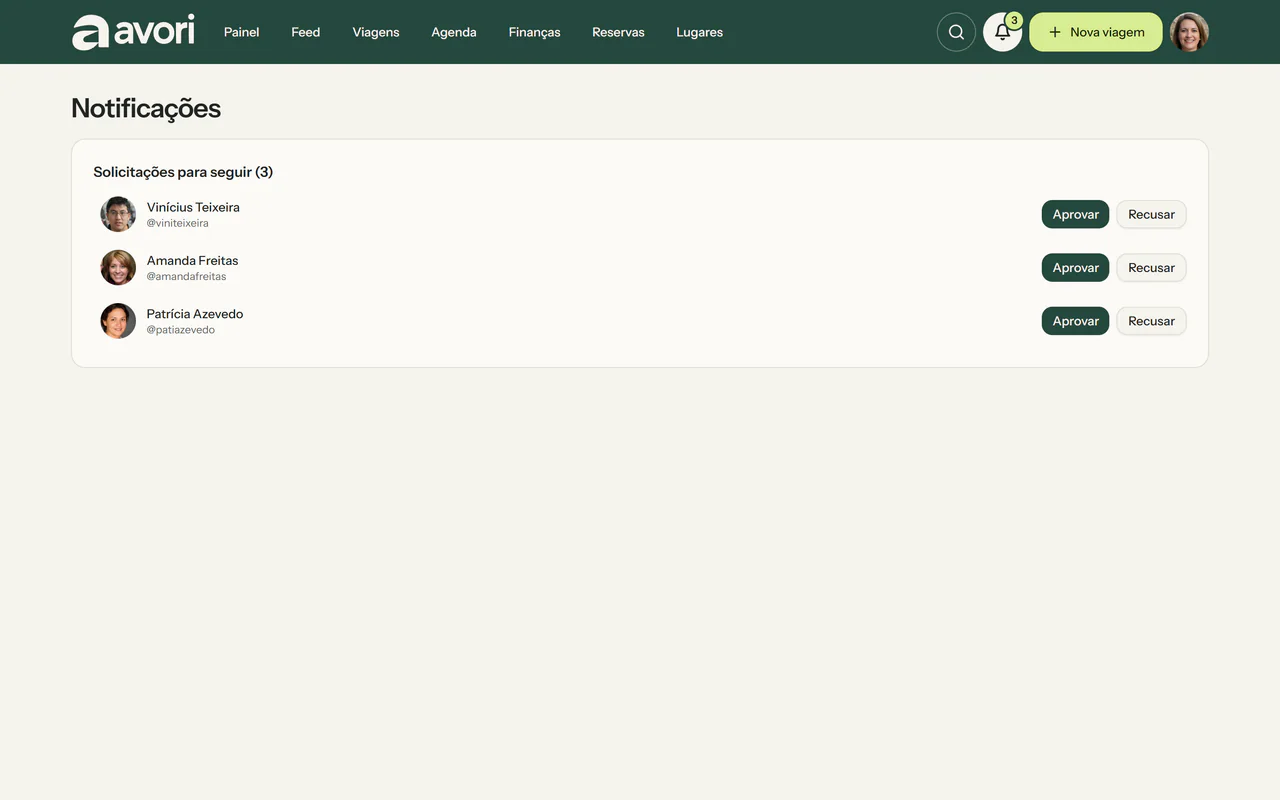 avori
Painel
Feed
Viagens
Agenda
Finanças
Reservas
Lugares
3
Nova viagem
Notificações
Solicitações para seguir (3)
Vinícius Teixeira
@viniteixeira
Aprovar
Recusar
Amanda Freitas
@amandafreitas
Aprovar
Recusar
Patrícia Azevedo
@patiazevedo
Aprovar
Recusar